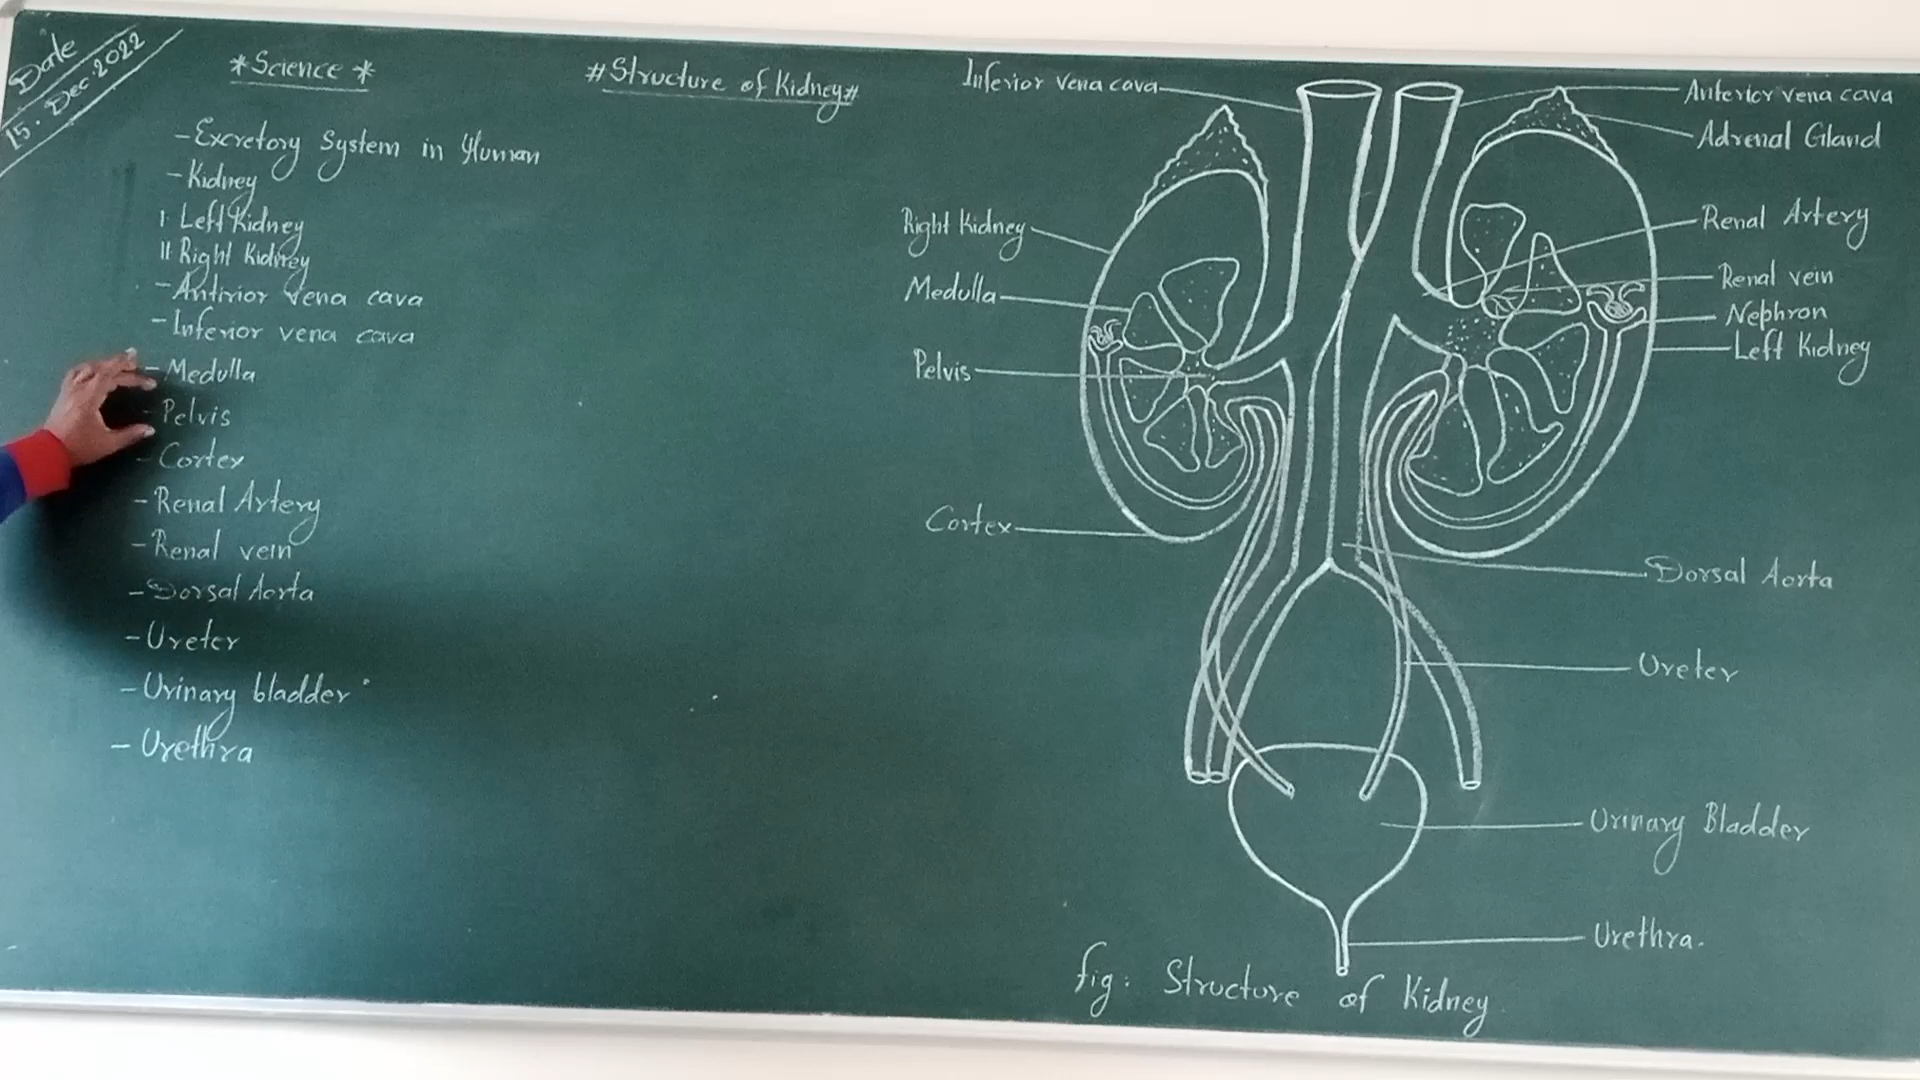 Date
15. Dec. 2022
*Science*
#Structure of Kidney#
- Excretory System in Human
- Kidney
I. Left Kidney
II Right Kidney
- Antirior vena cava
- Inferior vena cava
- Medulla
- Pelvis
- Cortex
- Renal Artery
- Renal vein
- Dorsal Aorta
- Ureter
- Urinary bladder
- Urethra
Inferior vena cava
Right Kidney
Medulla
Pelvis
Cortex
Anterior vena cava
Adrenal Gland
Renal Artery
Renal vein
Nephron
Left Kidney
Dorsal Aorta
Ureter
Urinary Bladder
Urethra.
fig: Structure of Kidney